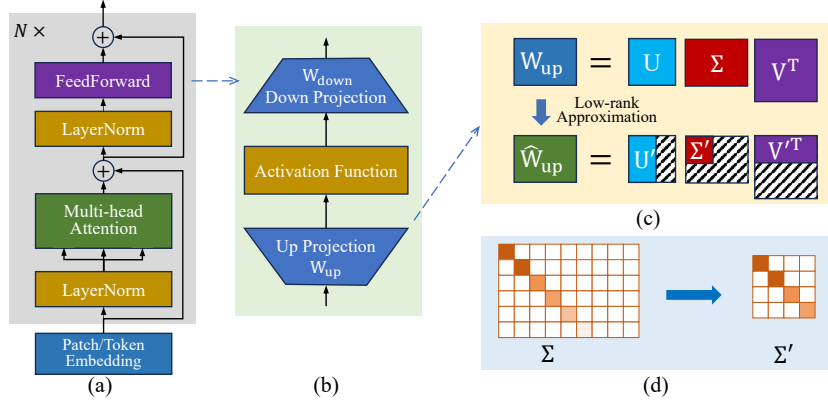 N ×
+
FeedForward
LayerNorm
+
Multi-head
Attention
LayerNorm
Patch/Token
Embedding
(a)
W_down
Down Projection
Activation Function
Up Projection
W_up
(b)
W_up = U Σ V^T
Low-rank
Approximation
Ŵ_up = U′ Σ′ V′^T
(c)
Σ
Σ′
(d)